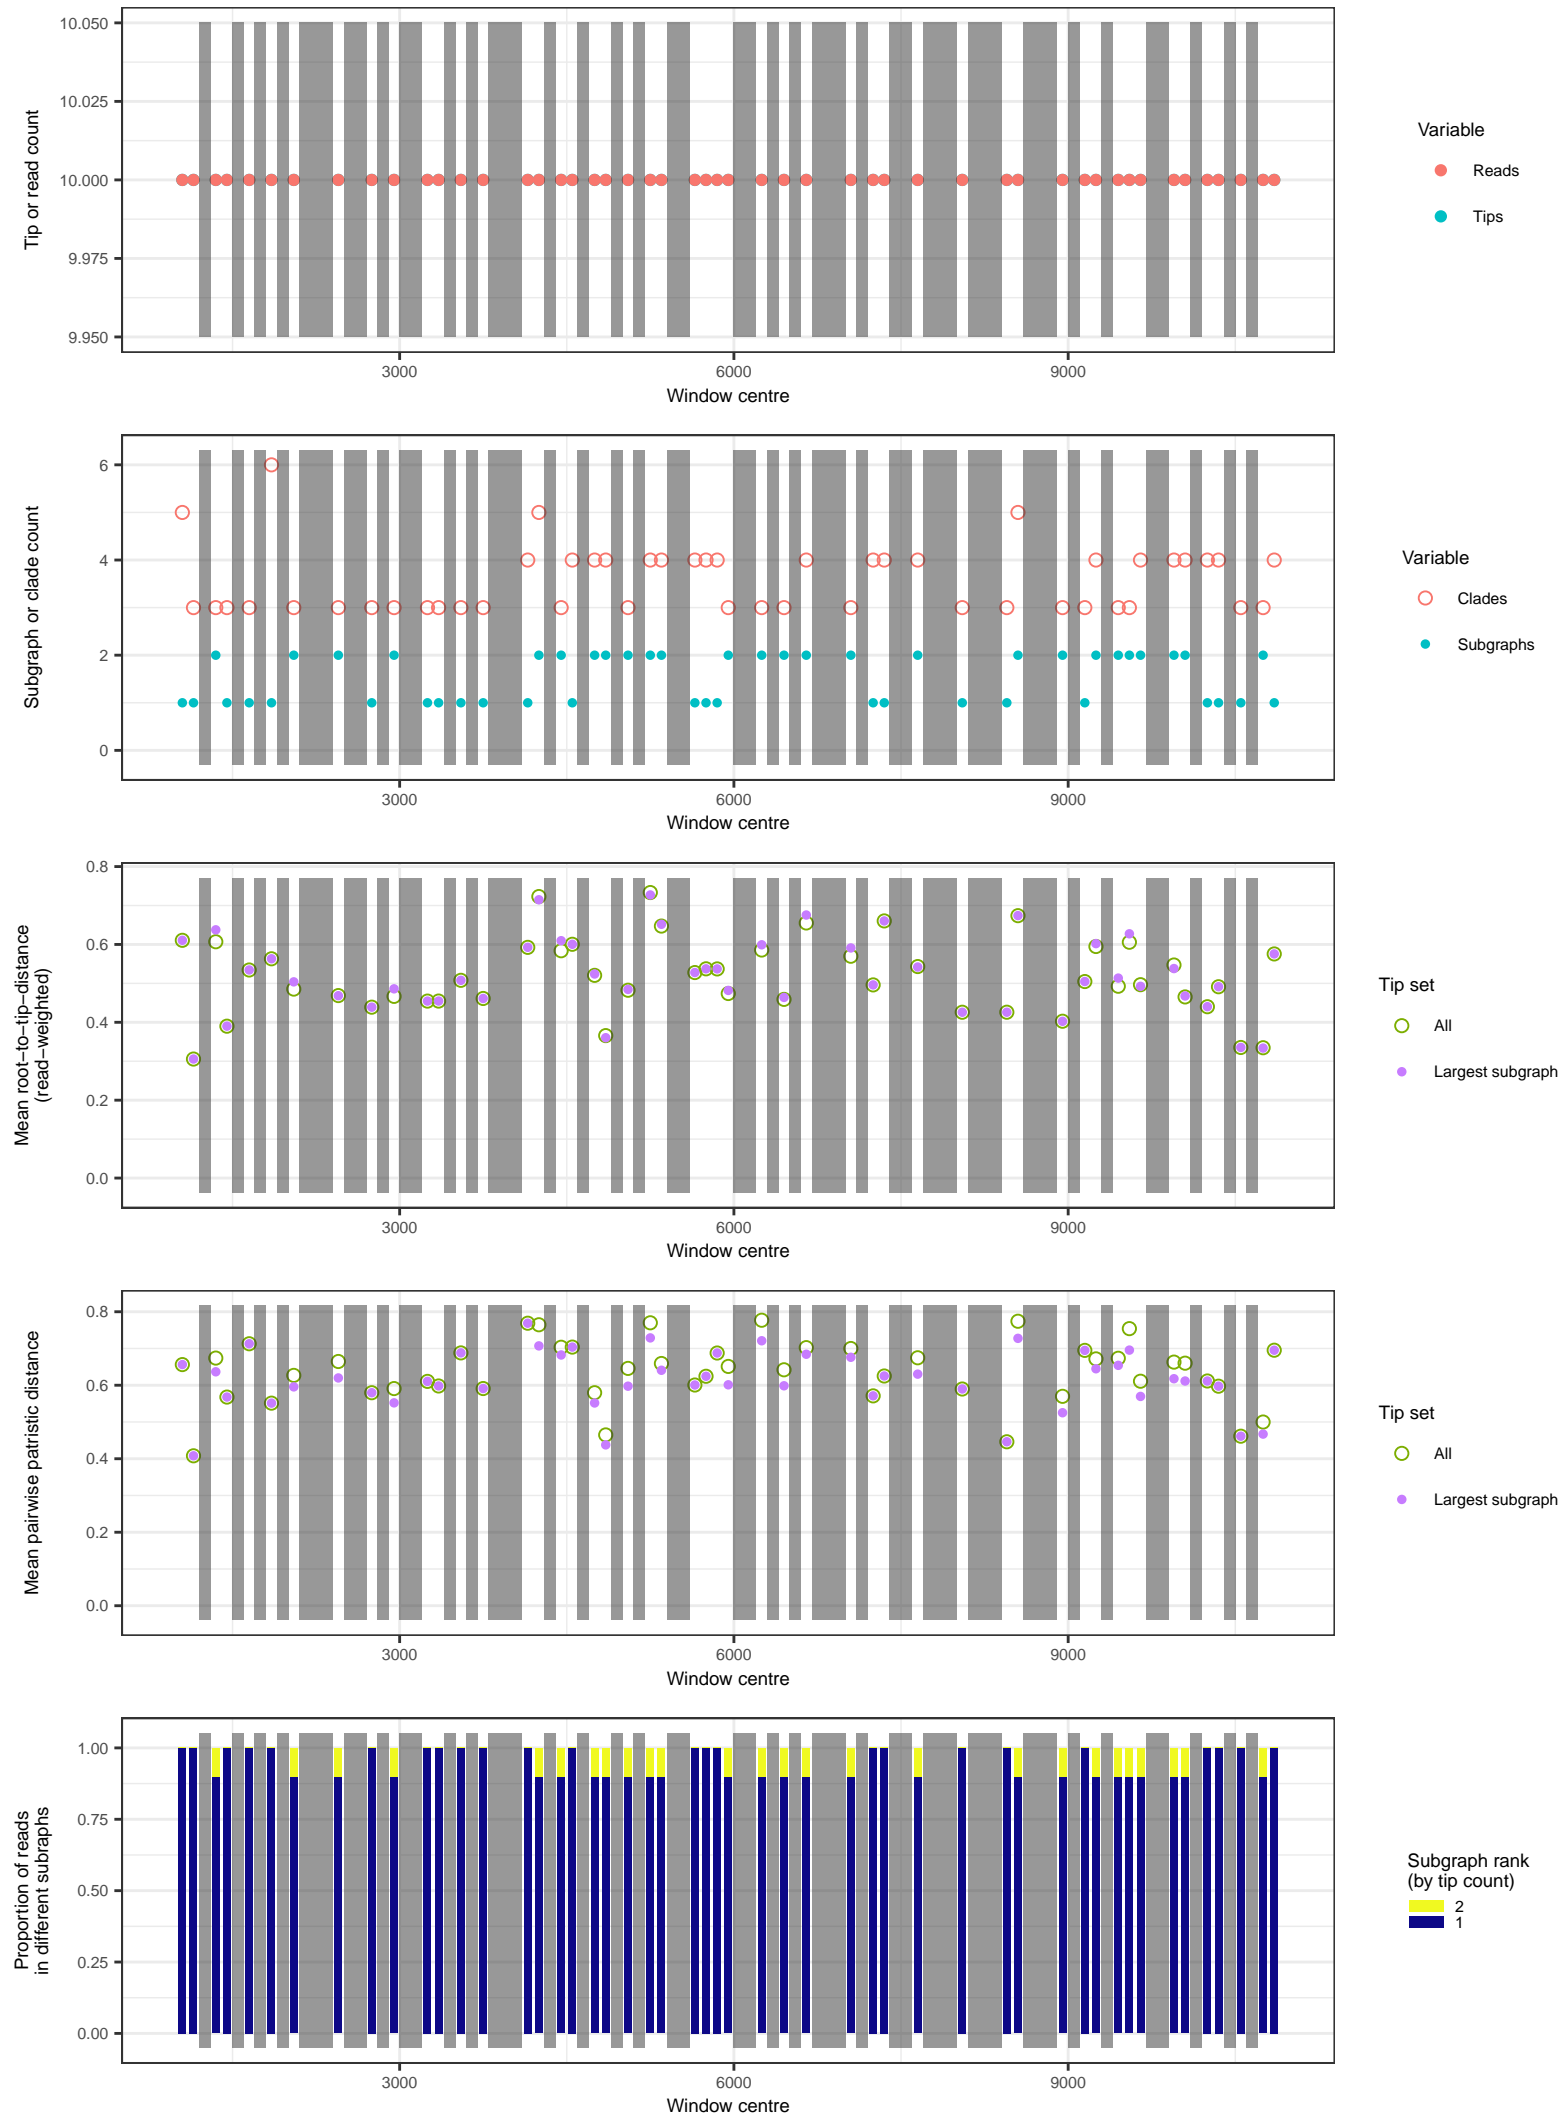 10.050
10.025
10.000
9.975
9.950
Tip or read count
3000
6000
9000
Window centre
Variable
Reads
Tips
6
4
2
0
Subgraph or clade count
3000
6000
9000
Window centre
Variable
Clades
Subgraphs
0.8
0.6
0.4
0.2
0.0
Mean root−to−tip−distance
(read−weighted)
3000
6000
9000
Window centre
Tip set
All
Largest subgraph
0.8
0.6
0.4
0.2
0.0
Mean pairwise patristic distance
3000
6000
9000
Window centre
Tip set
All
Largest subgraph
1.00
0.75
0.50
0.25
0.00
Proportion of reads
in different subraphs
3000
6000
9000
Window centre
Subgraph rank
(by tip count)
2
1